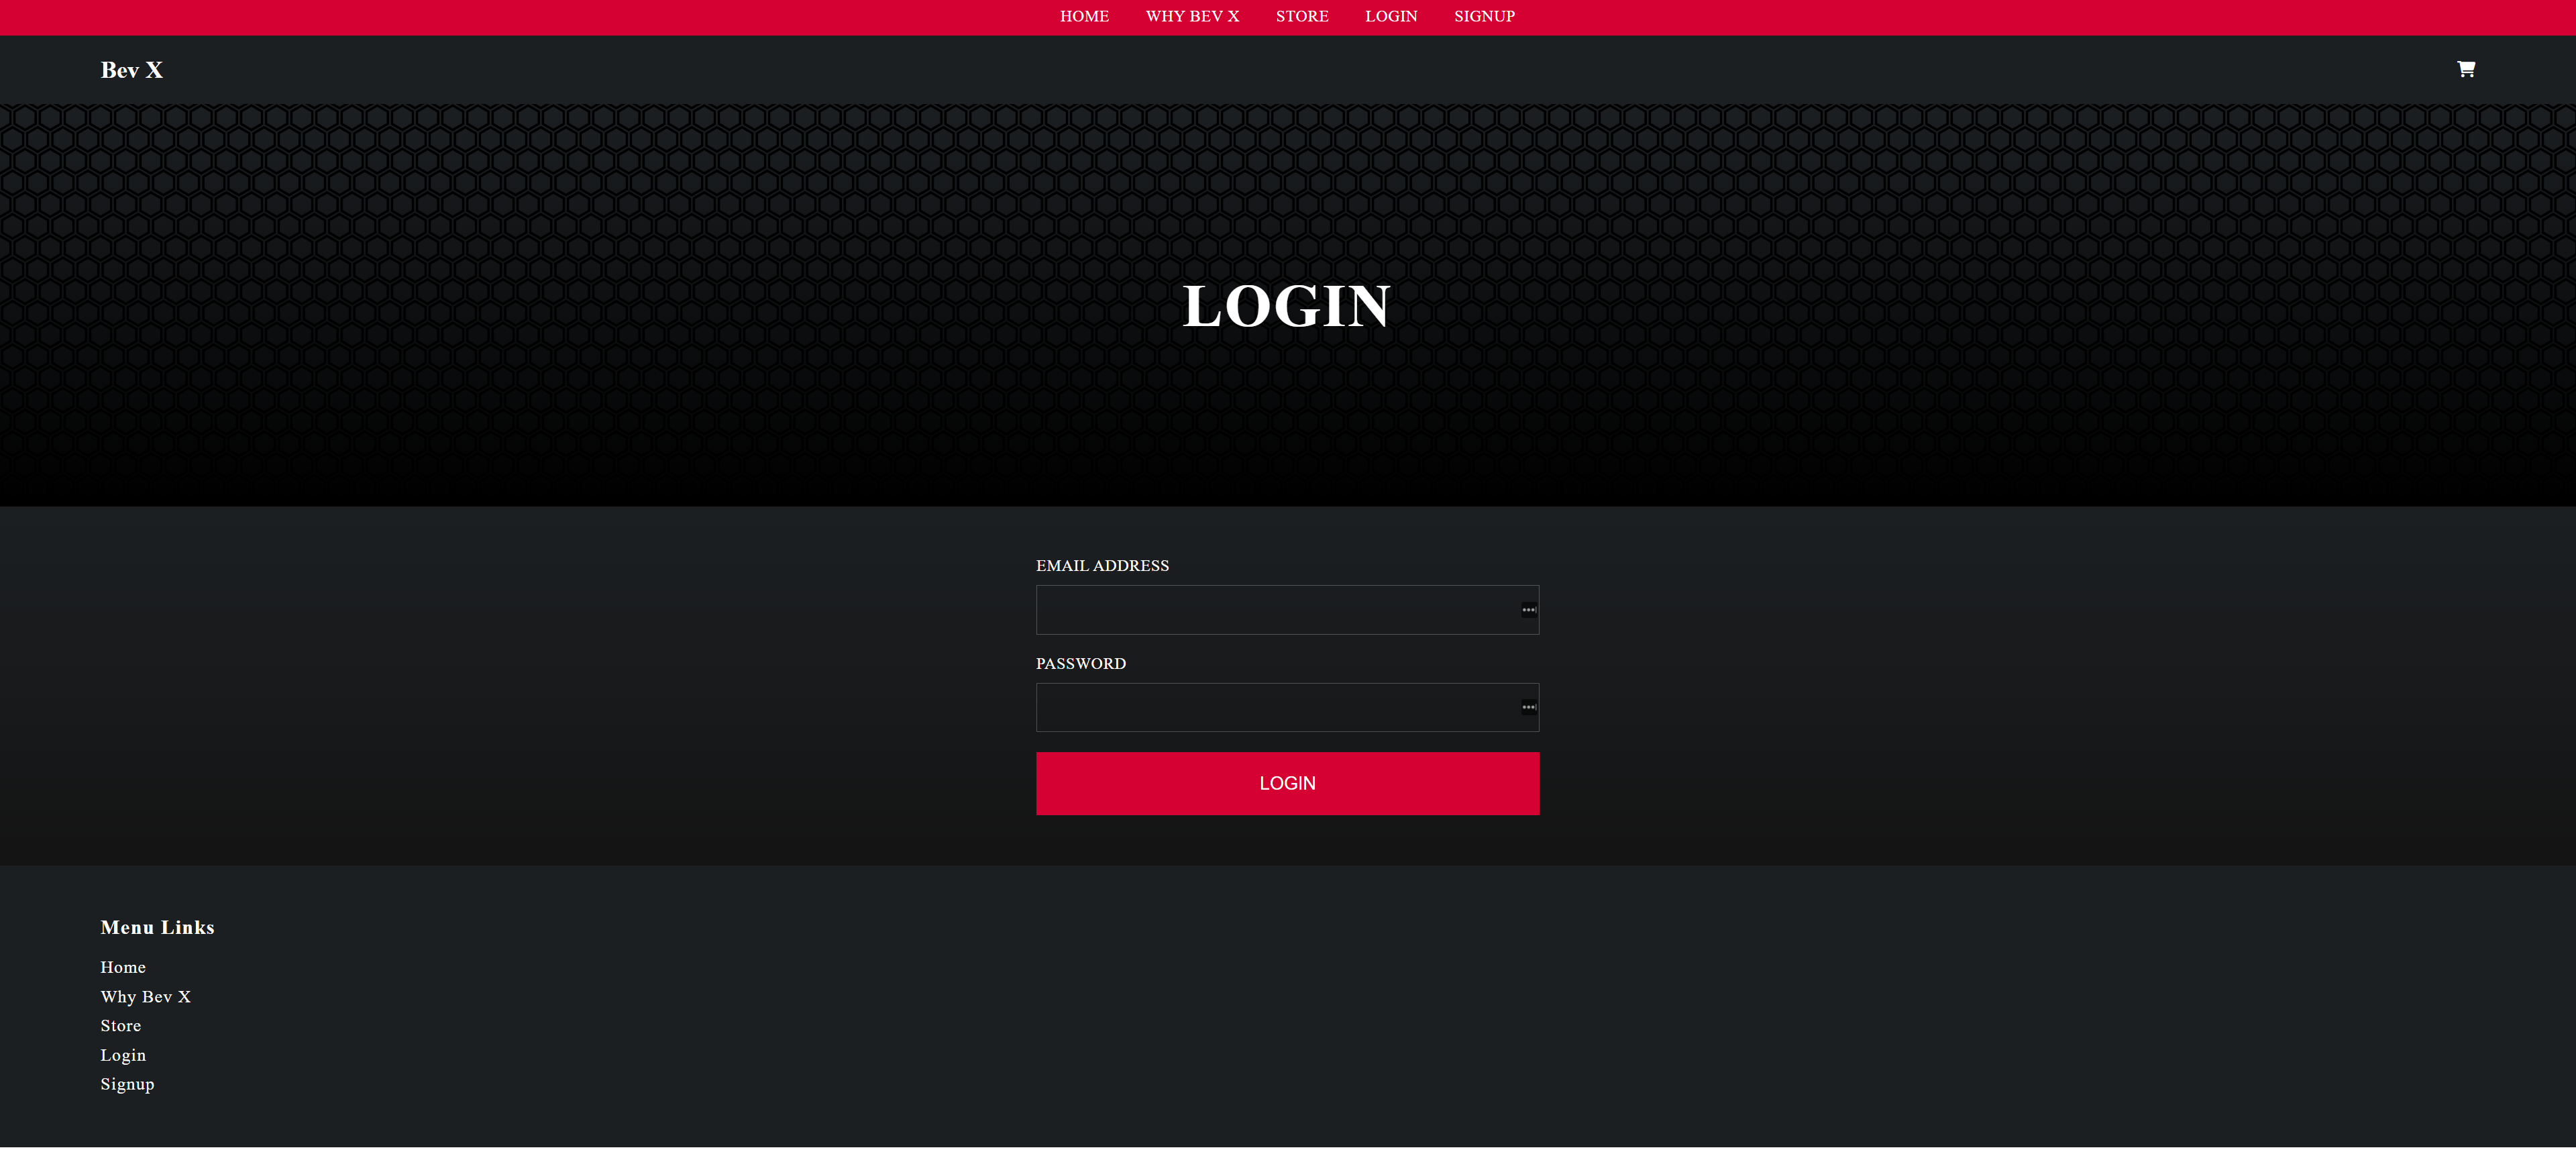 HOME WHY BEV X STORE LOGIN SIGNUP
Bev X
LOGIN
EMAIL ADDRESS
PASSWORD
LOGIN
Menu Links
Home
Why Bev X
Store
Login
Signup